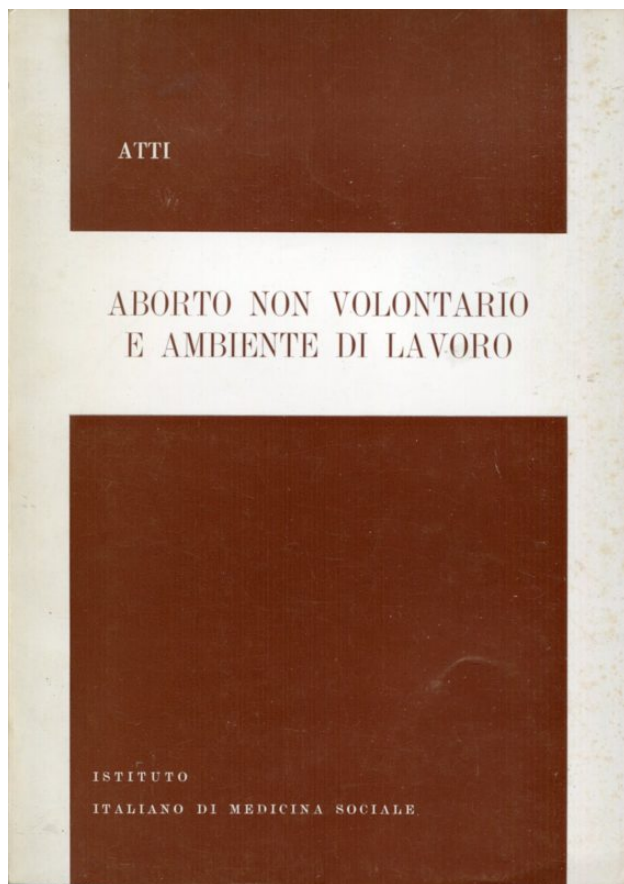 ATTI
ABORTO NON VOLONTARIO
E AMBIENTE DI LAVORO
ISTITUTO
ITALIANO DI MEDICINA SOCIALE